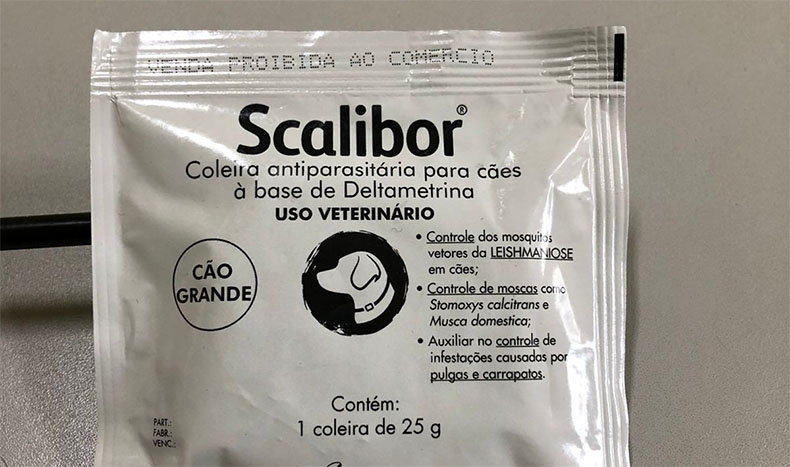 VENDA PROIBIDA AO COMERCIO
Scalibor®
Coleira antiparasitária para cães
à base de Deltametrina
USO VETERINÁRIO
CÃO
GRANDE
• Controle dos mosquitos
vetores da LEISHMANIOSE
em cães;
• Controle de moscas como
Stomoxys calcitrans e
Musca domestica;
• Auxiliar no controle de
infestações causadas por
pulgas e carrapatos.
Contém:
1 coleira de 25 g
PART.:
FABR.:
VENC.: